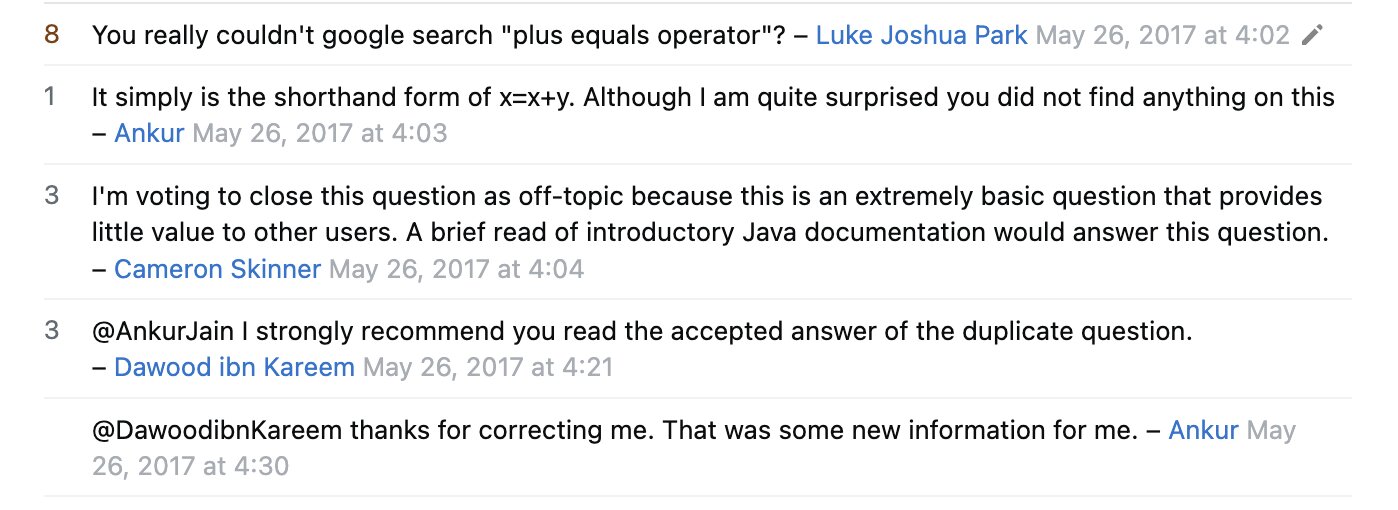 8 You really couldn't google search "plus equals operator"? – Luke Joshua Park May 26, 2017 at 4:02
1 It simply is the shorthand form of x=x+y. Although I am quite surprised you did not find anything on this
– Ankur May 26, 2017 at 4:03
3 I'm voting to close this question as off-topic because this is an extremely basic question that provides
little value to other users. A brief read of introductory Java documentation would answer this question.
– Cameron Skinner May 26, 2017 at 4:04
3 @AnkurJain I strongly recommend you read the accepted answer of the duplicate question.
– Dawood ibn Kareem May 26, 2017 at 4:21
@DawoodibnKareem thanks for correcting me. That was some new information for me. – Ankur May
26, 2017 at 4:30